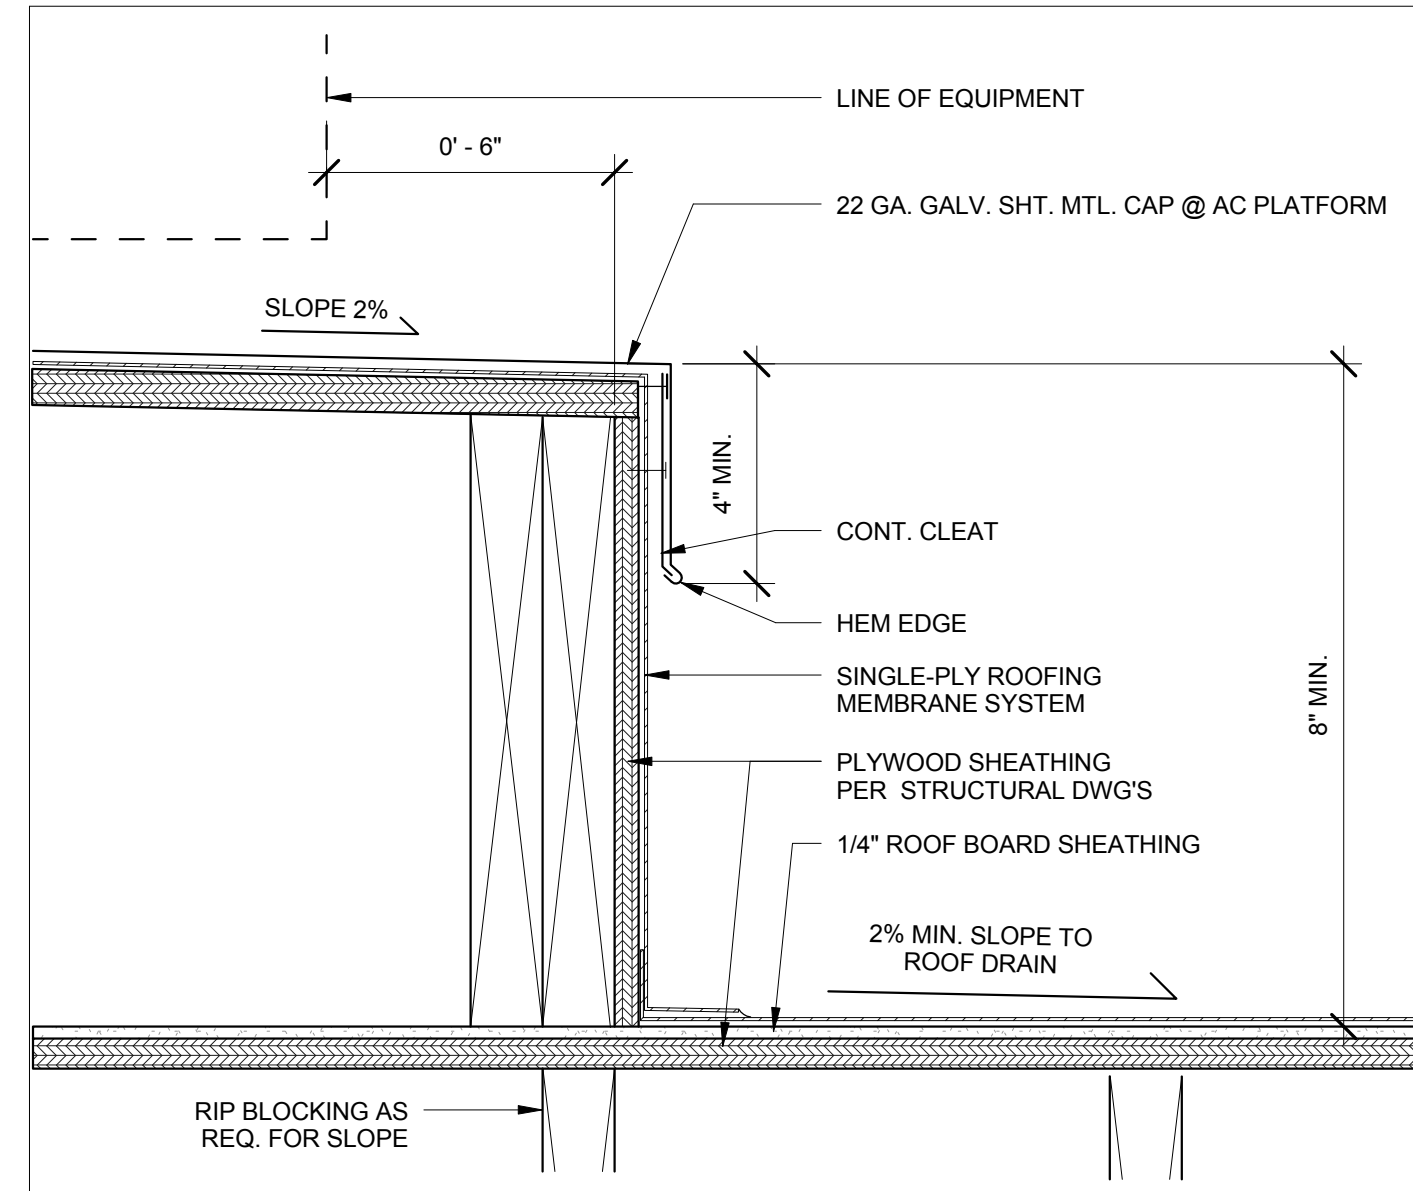 LINE OF EQUIPMENT
0' - 6"
22 GA. GALV. SHT. MTL. CAP @ AC PLATFORM
SLOPE 2%
4" MIN.
CONT. CLEAT
HEM EDGE
SINGLE-PLY ROOFING
MEMBRANE SYSTEM
8" MIN.
PLYWOOD SHEATHING
PER STRUCTURAL DWG'S
1/4" ROOF BOARD SHEATHING
2% MIN. SLOPE TO
ROOF DRAIN
RIP BLOCKING AS
REQ. FOR SLOPE